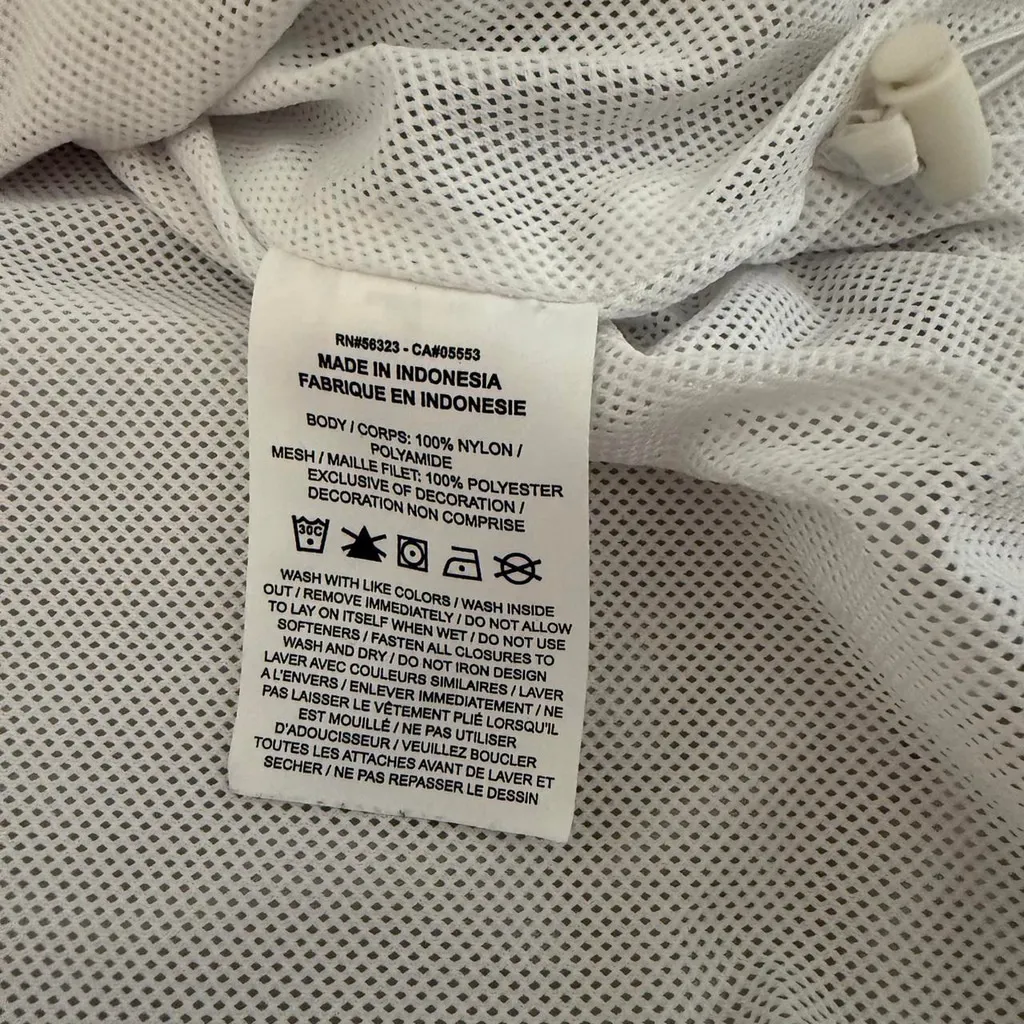 RN#56323 - CA#05553
MADE IN INDONESIA
FABRIQUE EN INDONESIE
BODY / CORPS: 100% NYLON /
POLYAMIDE
MESH / MAILLE FILET: 100% POLYESTER
EXCLUSIVE OF DECORATION /
DECORATION NON COMPRISE
30C
WASH WITH LIKE COLORS / WASH INSIDE
OUT / REMOVE IMMEDIATELY / DO NOT ALLOW
TO LAY ON ITSELF WHEN WET / DO NOT USE
SOFTENERS / FASTEN ALL CLOSURES TO
WASH AND DRY / DO NOT IRON DESIGN
LAVER AVEC COULEURS SIMILAIRES / LAVER
A L'ENVERS / ENLEVER IMMEDIATEMENT / NE
PAS LAISSER LE VÊTEMENT PLIÉ LORSQU'IL
EST MOUILLÉ / NE PAS UTILISER
D'ADOUCISSEUR / VEUILLEZ BOUCLER
TOUTES LES ATTACHES AVANT DE LAVER ET
SECHER / NE PAS REPASSER LE DESSIN